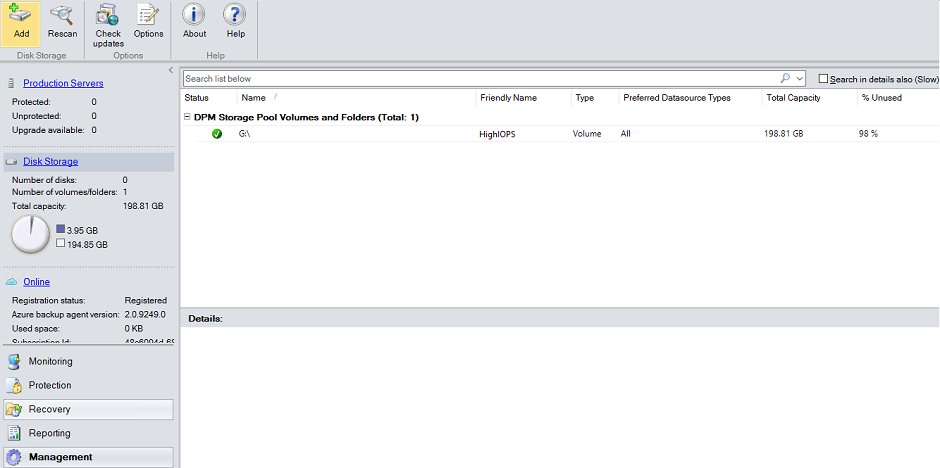 Add
Rescan
Check updates
Options
About
Help
Disk Storage
Options
Help
Production Servers
Protected: 0
Unprotected: 0
Upgrade available: 0
Disk Storage
Number of disks: 0
Number of volumes/folders: 1
Total capacity: 198.81 GB
3.95 GB
194.85 GB
Online
Registration status: Registered
Azure backup agent version: 2.0.9249.0
Used space: 0 KB
Subscription Id:
Monitoring
Protection
Recovery
Reporting
Management
Search list below
Search in details also (Slow)
Status Name Friendly Name Type Preferred Datasource Types Total Capacity % Unused
DPM Storage Pool Volumes and Folders (Total: 1)
G:\ HighIOPS Volume All 198.81 GB 98 %
Details: